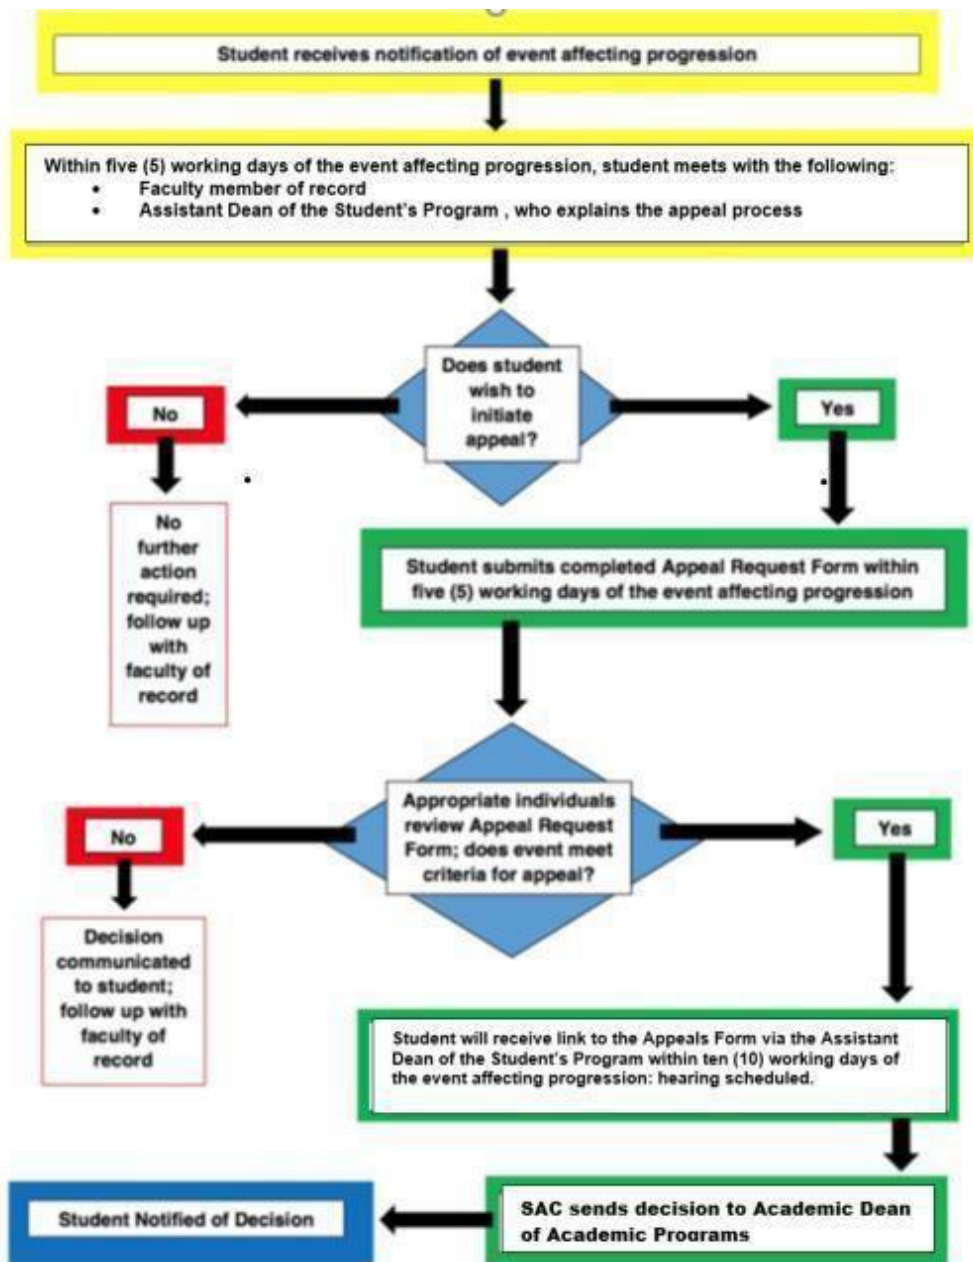 Student receives notification of event affecting progression
Within five (5) working days of the event affecting progression, student meets with the following:
• Faculty member of record
• Assistant Dean of the Student's Program , who explains the appeal process
Does student
wish to
initiate
appeal?
No
Yes
No
further
action
required;
follow up
with
faculty of
record
Student submits completed Appeal Request Form within
five (5) working days of the event affecting progression
Appropriate individuals
review Appeal Request
Form; does event meet
criteria for appeal?
No
Yes
Decision
communicated
to student;
follow up with
faculty of
record
Student will receive link to the Appeals Form via the Assistant
Dean of the Student's Program within ten (10) working days of
the event affecting progression: hearing scheduled.
SAC sends decision to Academic Dean
of Academic Programs
Student Notified of Decision